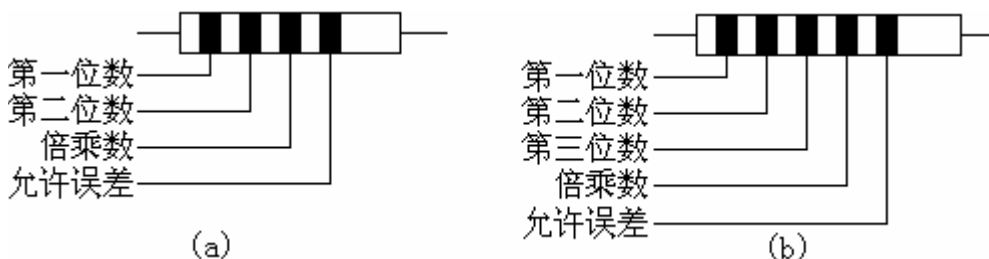 第一位数
第二位数
倍乘数
允许误差
(a)
第一位数
第二位数
第三位数
倍乘数
允许误差
(b)